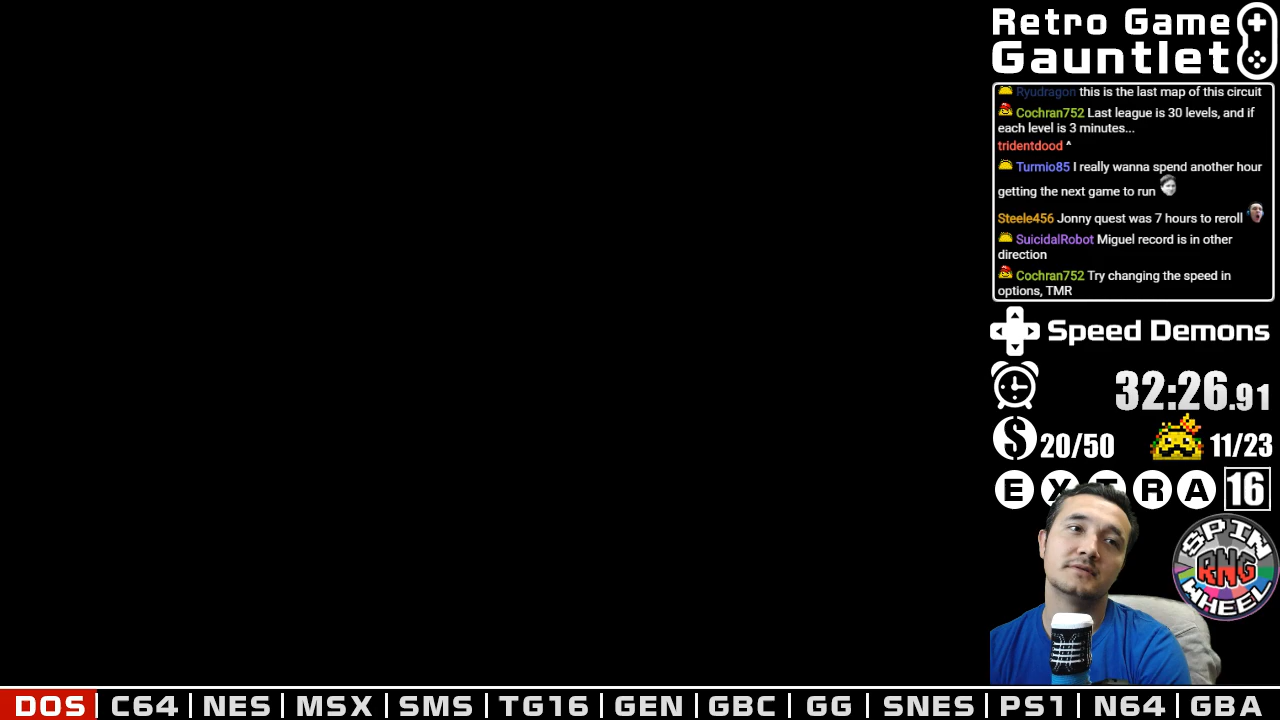 Retro Game
Gauntlet
Ryudragon this is the last map of this circuit
Cochran752 Last league is 30 levels, and if
each level is 3 minutes...
tridentdood ^
Turmio85 I really wanna spend another hour
getting the next game to run
Steele456 Jonny quest was 7 hours to reroll
SuicidalRobot Miguel record is in other
direction
Cochran752 Try changing the speed in
options, TMR
Speed Demons
32:26.91
$ 20/50 11/23
E X T R A 16
SPIN
RNG
WHEEL
DOS C64 NES MSX SMS TG16 GEN GBC GG SNES PS1 N64 GBA